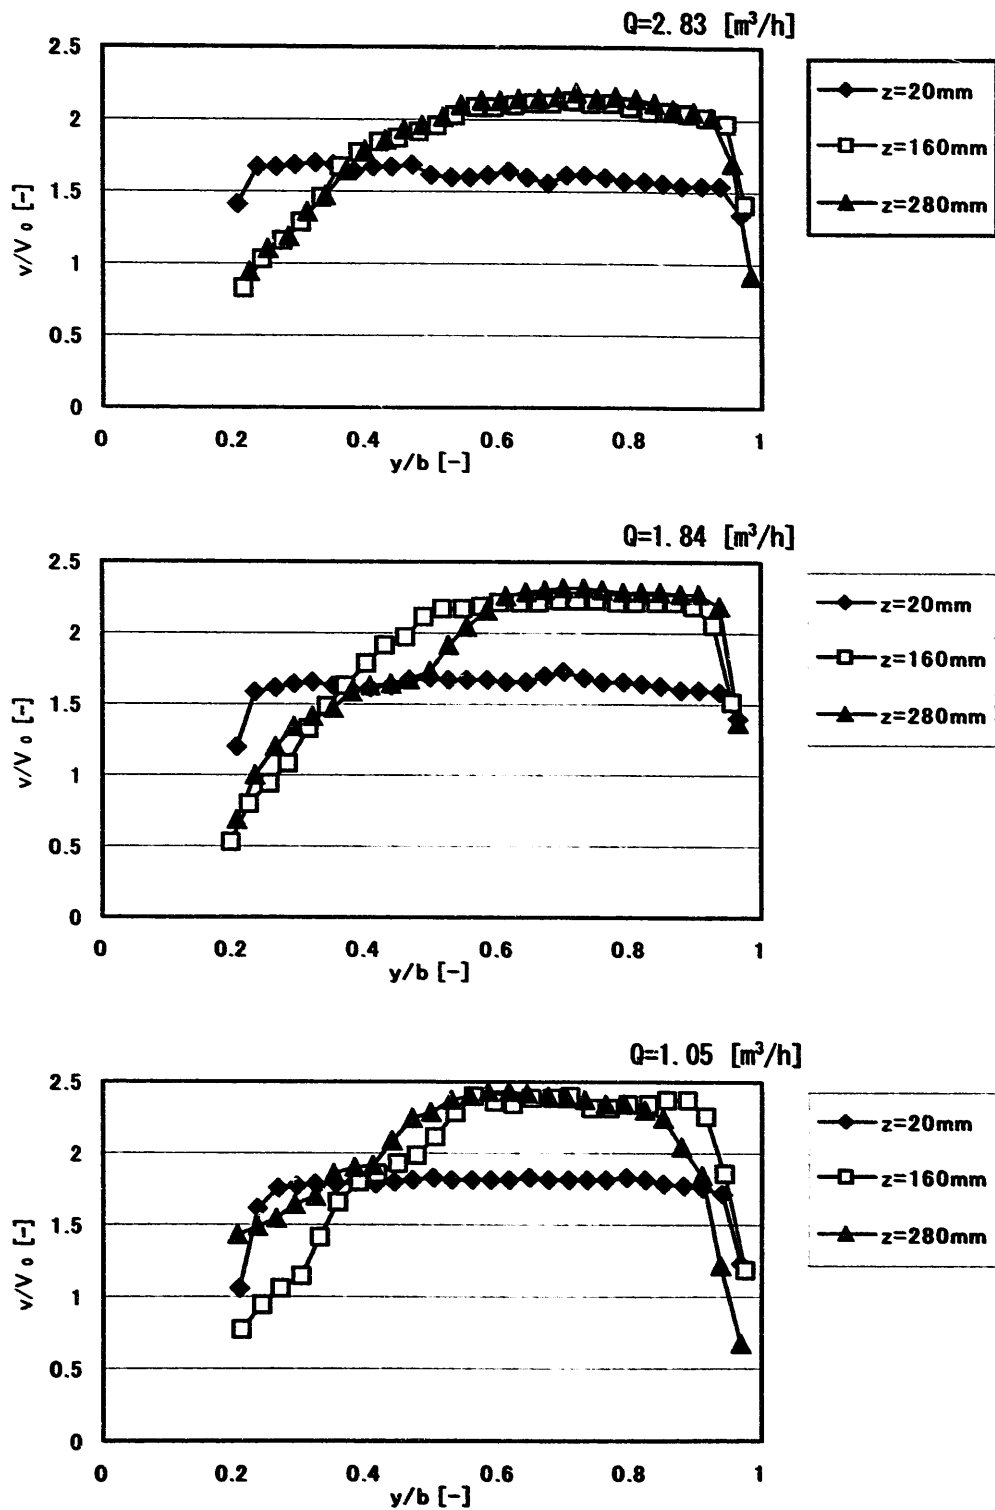 Q=2.83 [m³/h]
2.5
2
1.5
1
0.5
0
v/V₀ [-]
0 0.2 0.4 0.6 0.8 1
y/b [-]
z=20mm
z=160mm
z=280mm
Q=1.84 [m³/h]
2.5
2
1.5
1
0.5
0
v/V₀ [-]
0 0.2 0.4 0.6 0.8 1
y/b [-]
z=20mm
z=160mm
z=280mm
Q=1.05 [m³/h]
2.5
2
1.5
1
0.5
0
v/V₀ [-]
0 0.2 0.4 0.6 0.8 1
y/b [-]
z=20mm
z=160mm
z=280mm